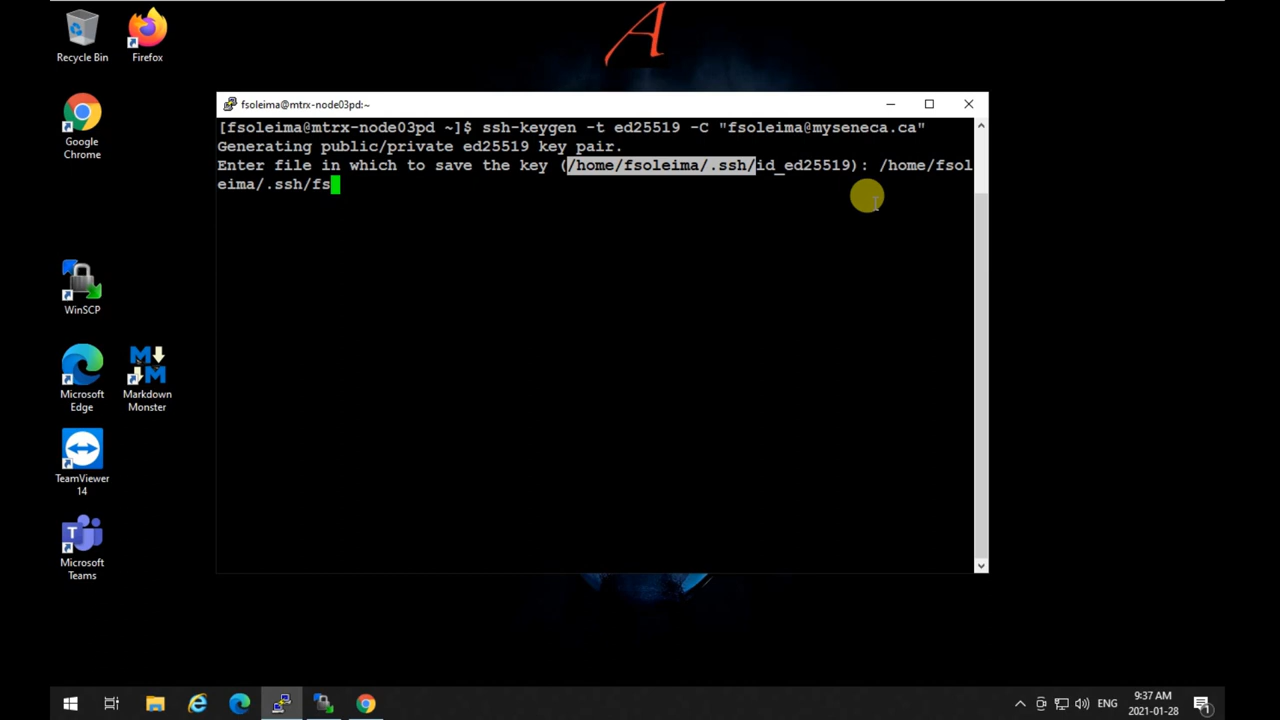 Recycle Bin
Firefox
Google
Chrome
WinSCP
Microsoft
Edge
Markdown
Monster
TeamViewer
14
Microsoft
Teams
fsoleima@mtrx-node03pd:~
[fsoleima@mtrx-node03pd ~]$ ssh-keygen -t ed25519 -C "fsoleima@myseneca.ca"
Generating public/private ed25519 key pair.
Enter file in which to save the key (/home/fsoleima/.ssh/id_ed25519): /home/fsol
eima/.ssh/fs
ENG
9:37 AM
2021-01-28
1